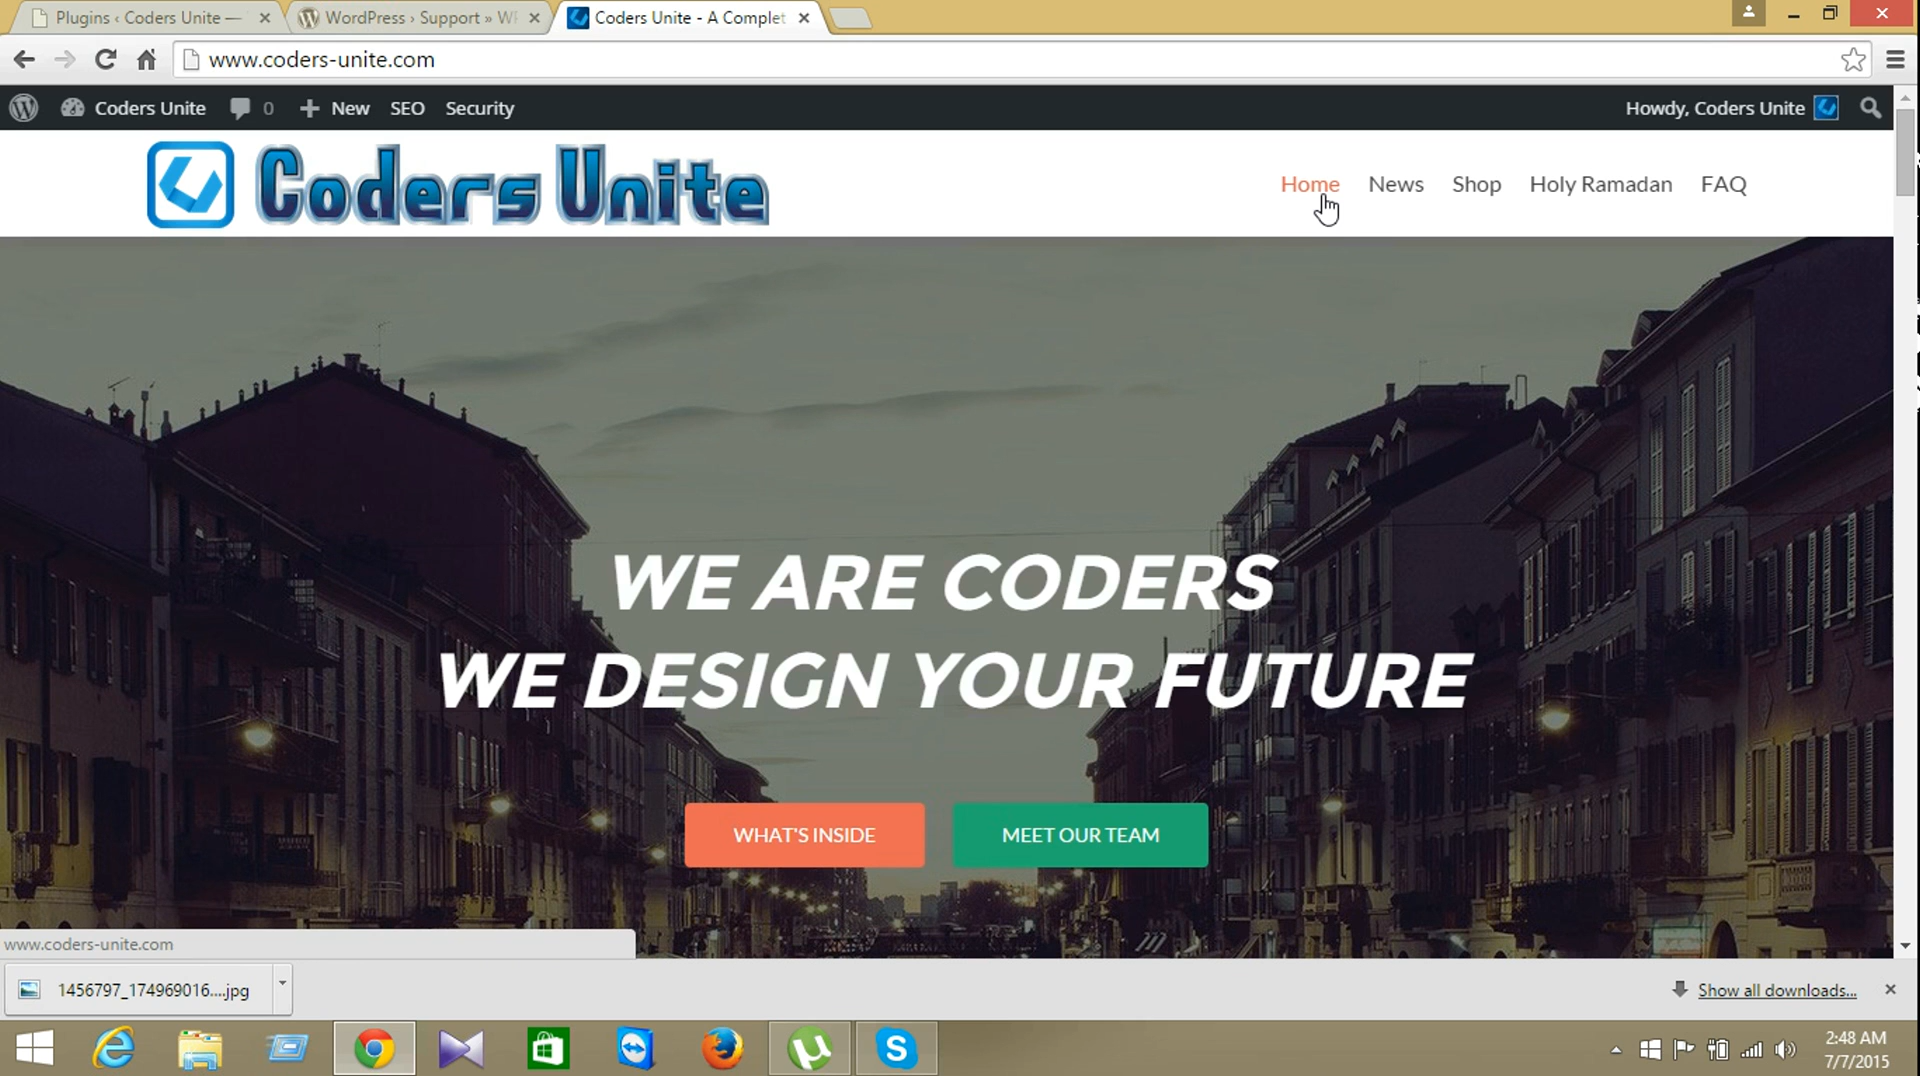 Plugins ‹ Coders Unite —
WordPress › Support » WP
Coders Unite - A Complet
www.coders-unite.com
Coders Unite 0 New SEO Security
Howdy, Coders Unite
Coders Unite
Home News Shop Holy Ramadan FAQ
WE ARE CODERS
WE DESIGN YOUR FUTURE
WHAT'S INSIDE MEET OUR TEAM
www.coders-unite.com
1456797_174969016....jpg
Show all downloads...
2:48 AM
7/7/2015